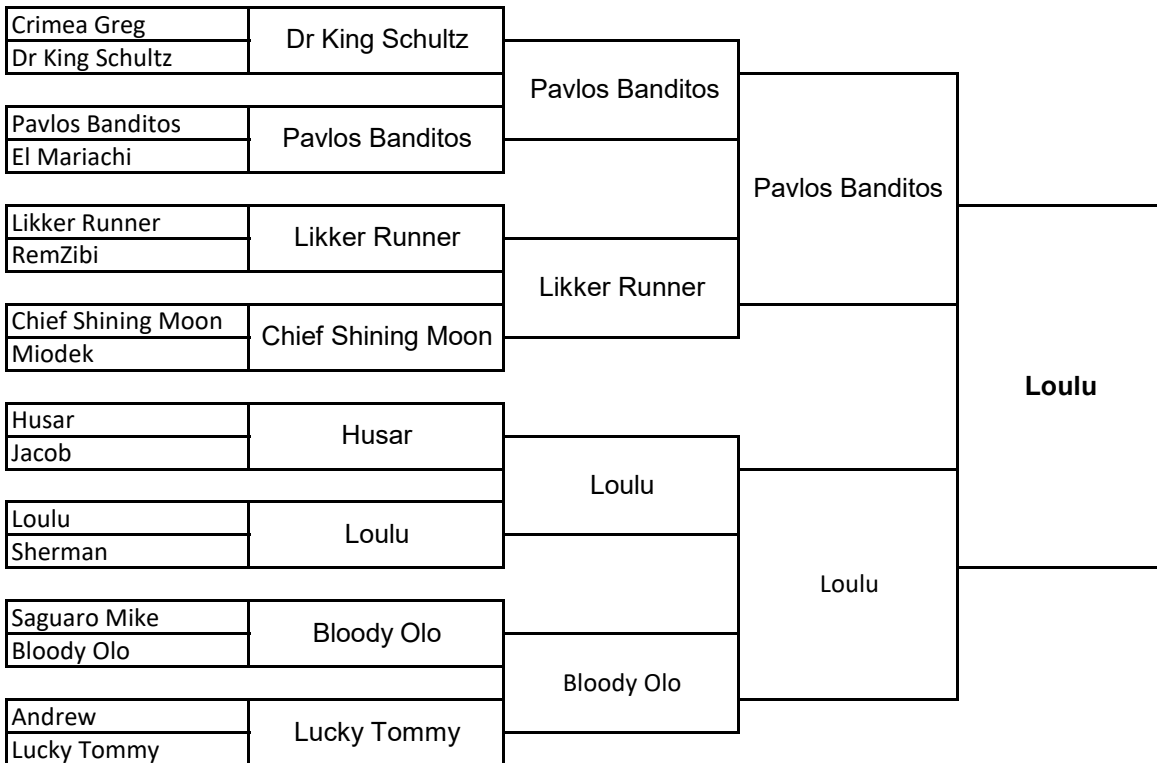 Crimea Greg
Dr King Schultz
Dr King Schultz
Pavlos Banditos
Pavlos Banditos
El Mariachi
Pavlos Banditos
Pavlos Banditos
Likker Runner
RemZibi
Likker Runner
Likker Runner
Chief Shining Moon
Miodek
Chief Shining Moon
Loulu
Husar
Jacob
Husar
Loulu
Loulu
Sherman
Loulu
Loulu
Saguaro Mike
Bloody Olo
Bloody Olo
Bloody Olo
Andrew
Lucky Tommy
Lucky Tommy